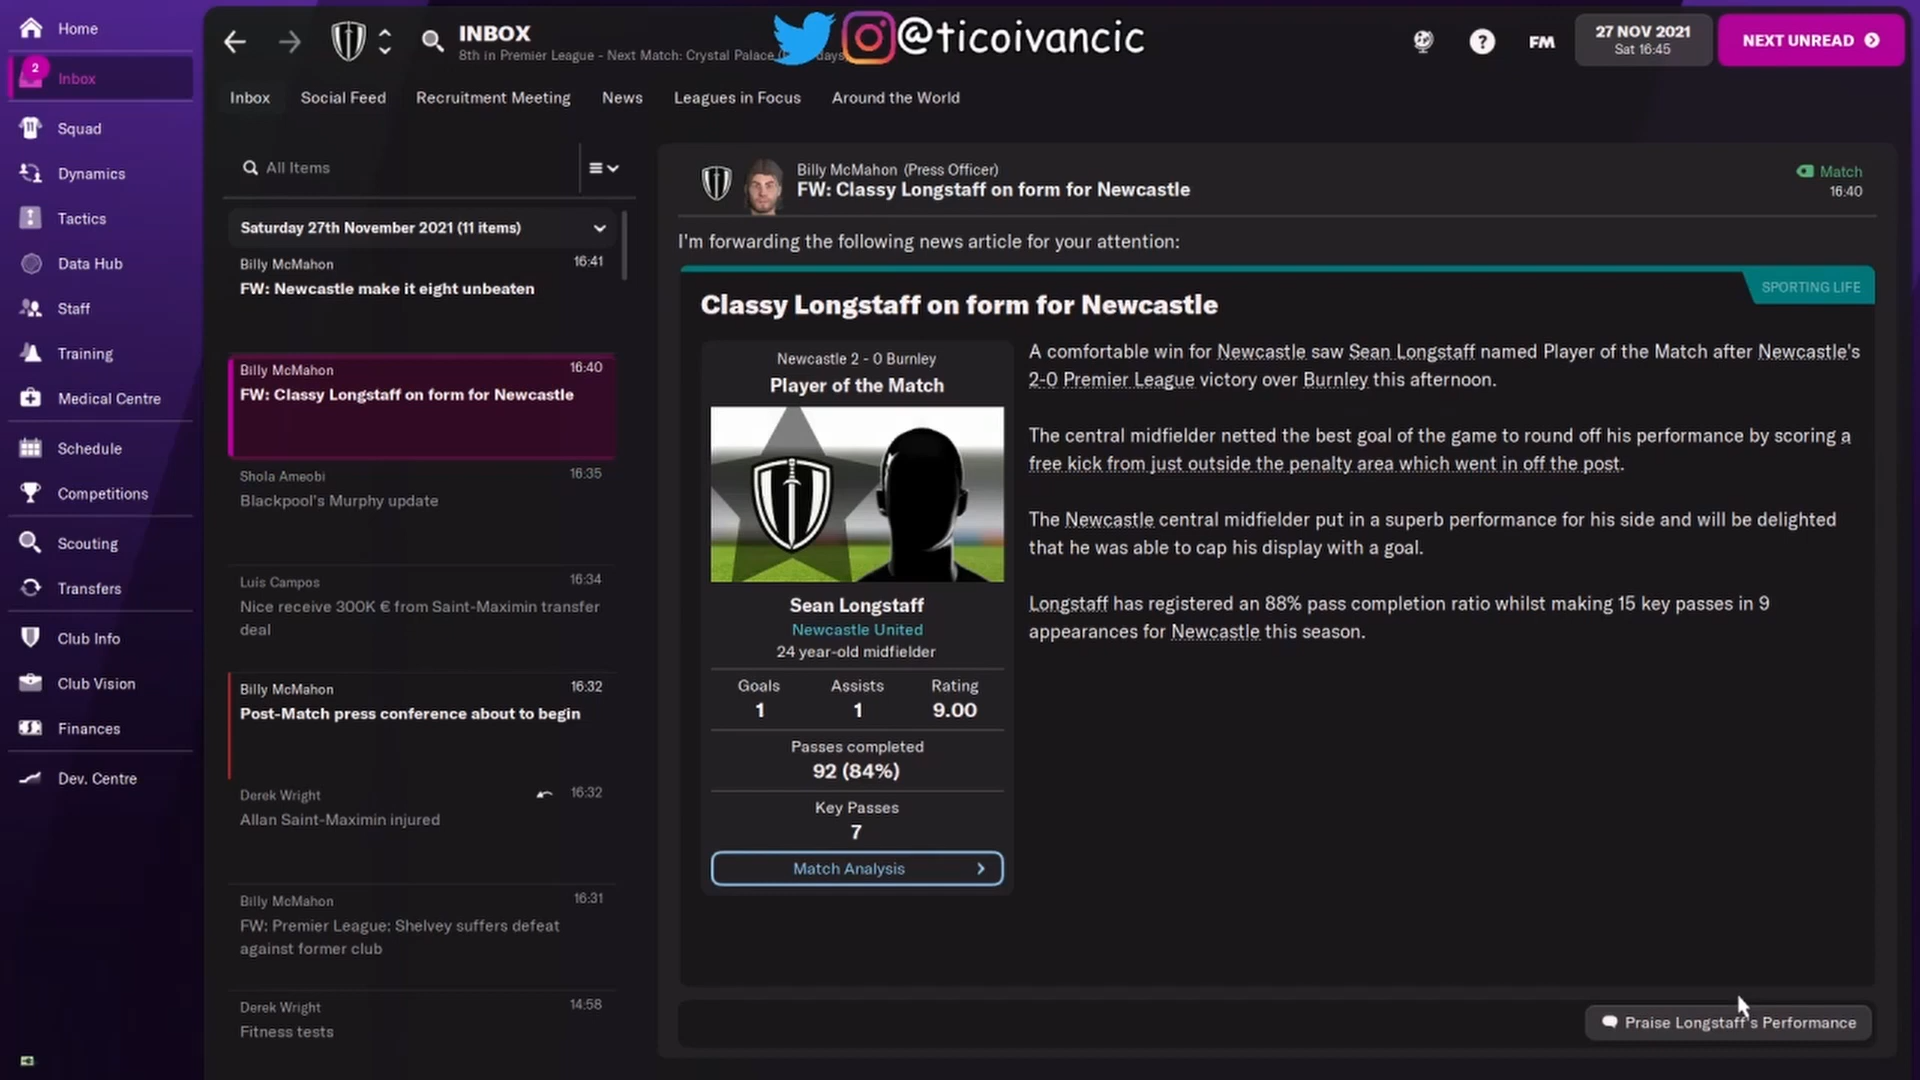 Home
2
Inbox
Squad
Dynamics
Tactics
Data Hub
Staff
Training
Medical Centre
Schedule
Competitions
Scouting
Transfers
Club Info
Club Vision
Finances
Dev. Centre
INBOX
8th in Premier League - Next Match: Crystal Palace
@ticoivancic
?
FM
27 NOV 2021
Sat 16:45
NEXT UNREAD
Inbox
Social Feed
Recruitment Meeting
News
Leagues in Focus
Around the World
All Items
Saturday 27th November 2021 (11 items)
Billy McMahon 16:41
FW: Newcastle make it eight unbeaten
Billy McMahon 16:40
FW: Classy Longstaff on form for Newcastle
Shola Ameobi 16:35
Blackpool's Murphy update
Luis Campos 16:34
Nice receive 300K € from Saint-Maximin transfer
deal
Billy McMahon 16:32
Post-Match press conference about to begin
Derek Wright 16:32
Allan Saint-Maximin injured
Billy McMahon 16:31
FW: Premier League: Shelvey suffers defeat
against former club
Derek Wright 14:58
Fitness tests
Billy McMahon (Press Officer)
FW: Classy Longstaff on form for Newcastle
Match
16:40
I'm forwarding the following news article for your attention:
SPORTING LIFE
Classy Longstaff on form for Newcastle
Newcastle 2 - 0 Burnley
Player of the Match
Sean Longstaff
Newcastle United
24 year-old midfielder
Goals Assists Rating
1 1 9.00
Passes completed
92 (84%)
Key Passes
7
Match Analysis
A comfortable win for Newcastle saw Sean Longstaff named Player of the Match after Newcastle's
2-0 Premier League victory over Burnley this afternoon.
The central midfielder netted the best goal of the game to round off his performance by scoring a
free kick from just outside the penalty area which went in off the post.
The Newcastle central midfielder put in a superb performance for his side and will be delighted
that he was able to cap his display with a goal.
Longstaff has registered an 88% pass completion ratio whilst making 15 key passes in 9
appearances for Newcastle this season.
Praise Longstaff's Performance